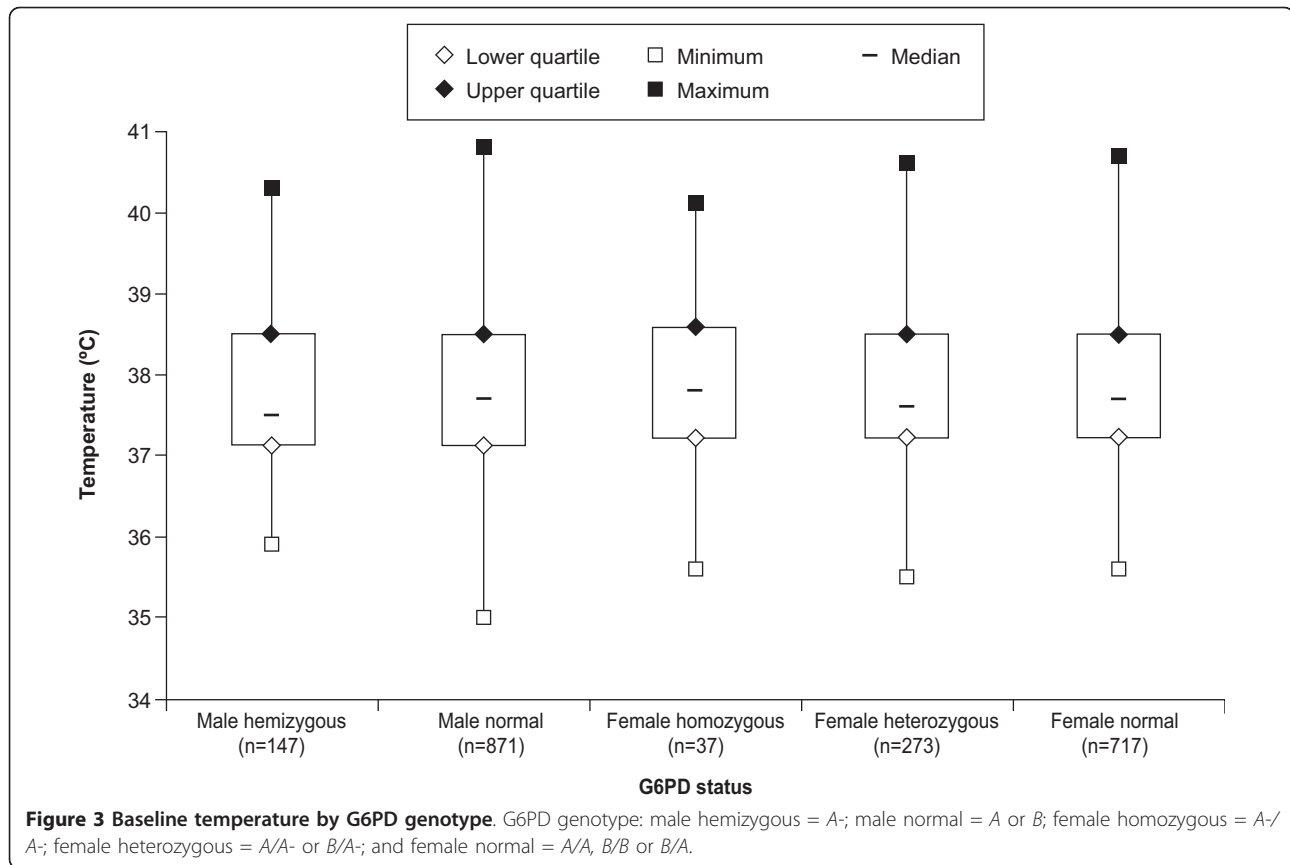 Lower quartile Minimum Median
Upper quartile Maximum
41
40
39
38
37
36
35
34
Temperature (ºC)
Male hemizygous Male normal Female homozygous Female heterozygous Female normal
(n=147) (n=871) (n=37) (n=273) (n=717)
G6PD status
Figure 3 Baseline temperature by G6PD genotype. G6PD genotype: male hemizygous = A-; male normal = A or B; female homozygous = A-/
A-; female heterozygous = A/A- or B/A-; and female normal = A/A, B/B or B/A.